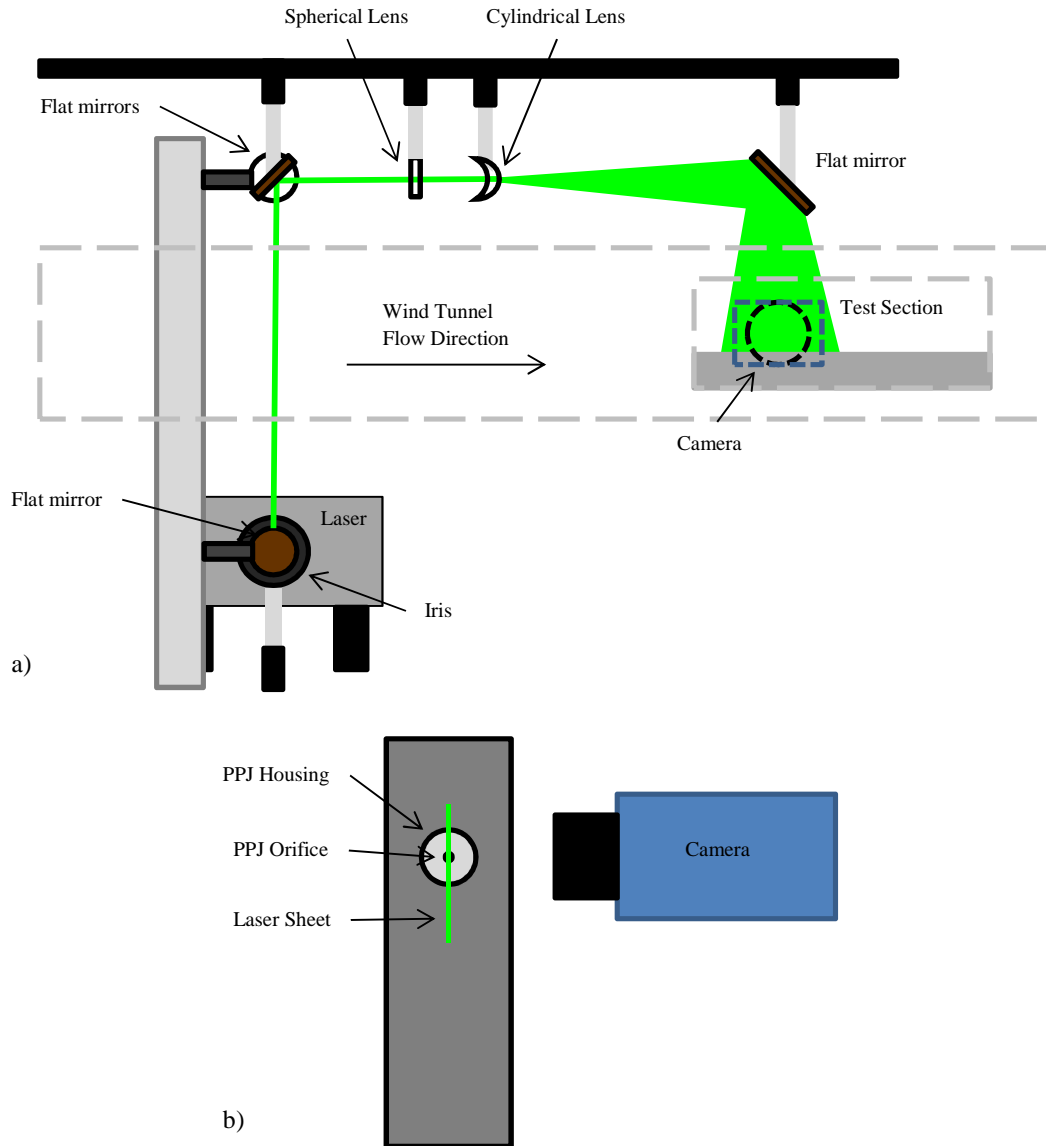 Spherical Lens
Cylindrical Lens
Flat mirrors
Flat mirror
Wind Tunnel
Flow Direction
Test Section
Camera
Flat mirror
Laser
Iris
a)
PPJ Housing
PPJ Orifice
Camera
Laser Sheet
b)